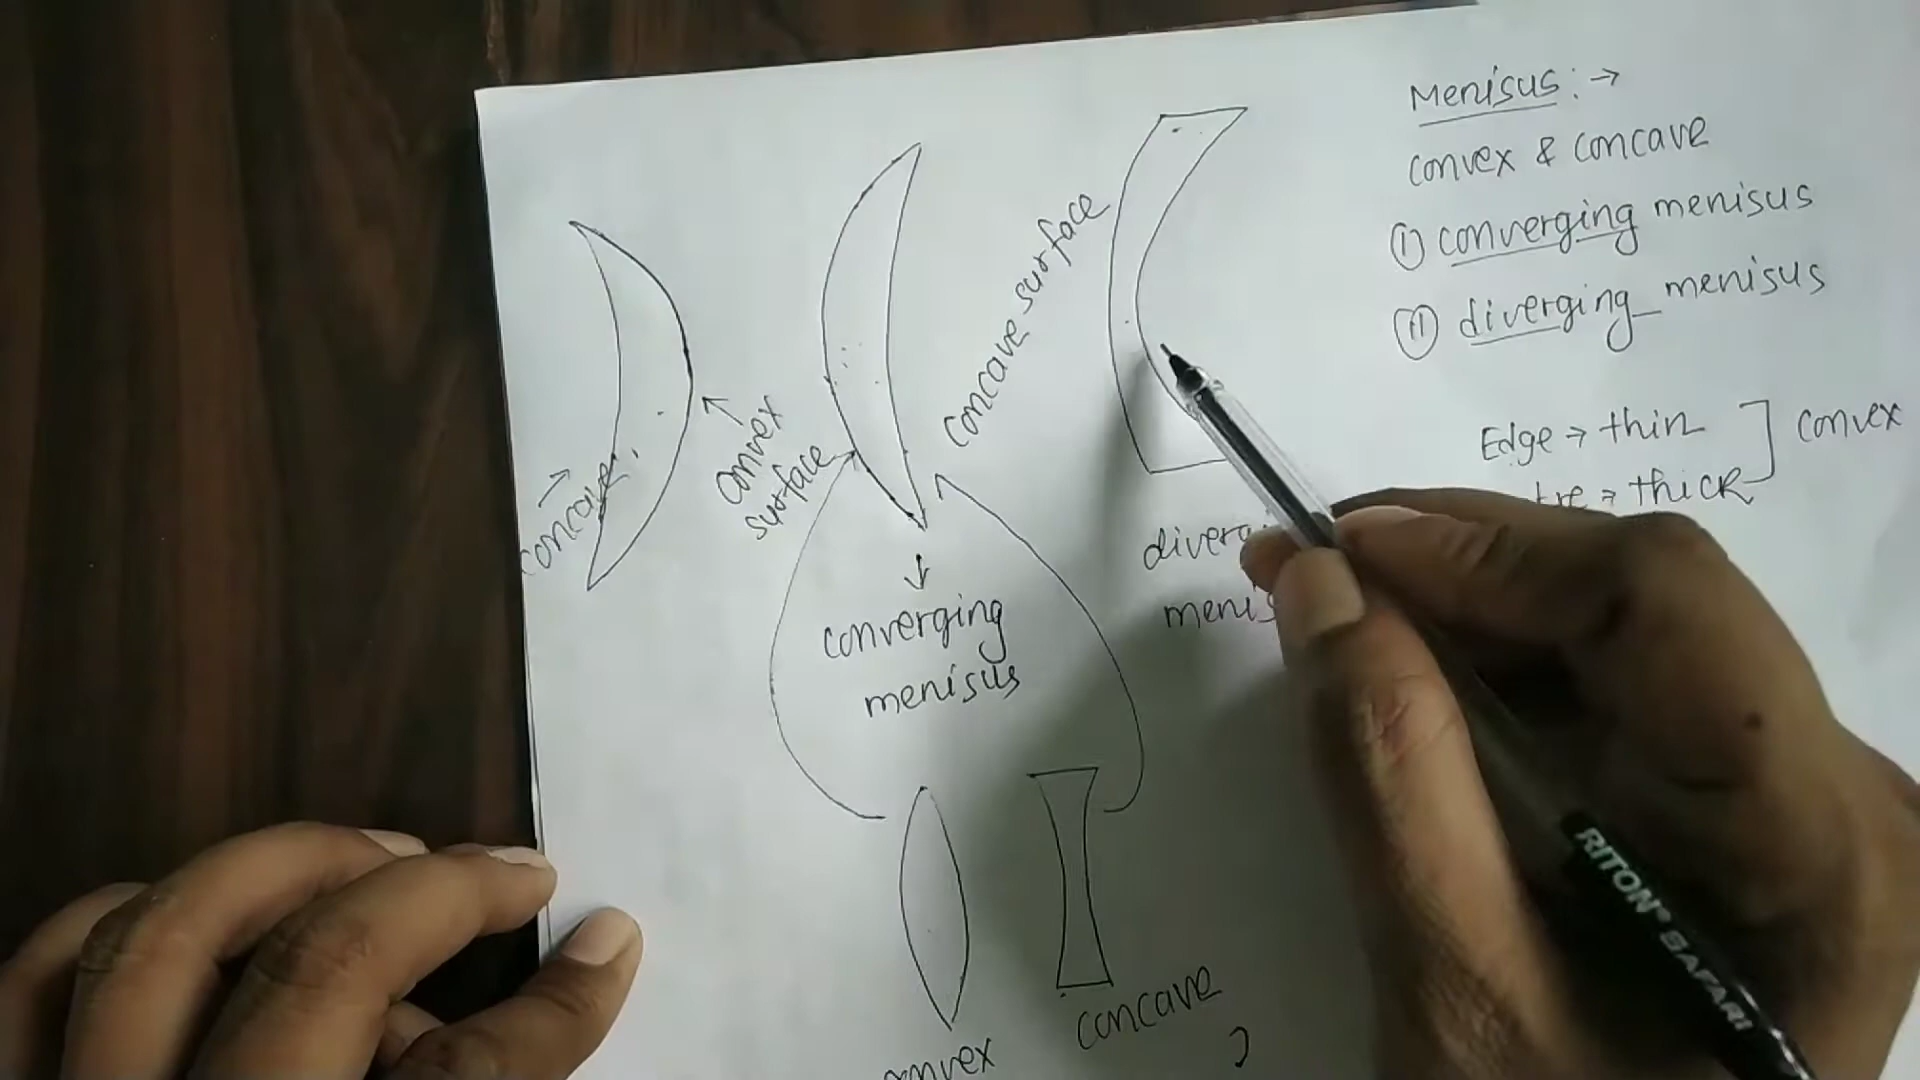 Menisus :→
convex & concave
(I) converging menisus
(II) diverging menisus
Edge → thin
→ thick
convex
concave surface
convex
surface
concave
converging
menisus
concave
RITON® SAFARI